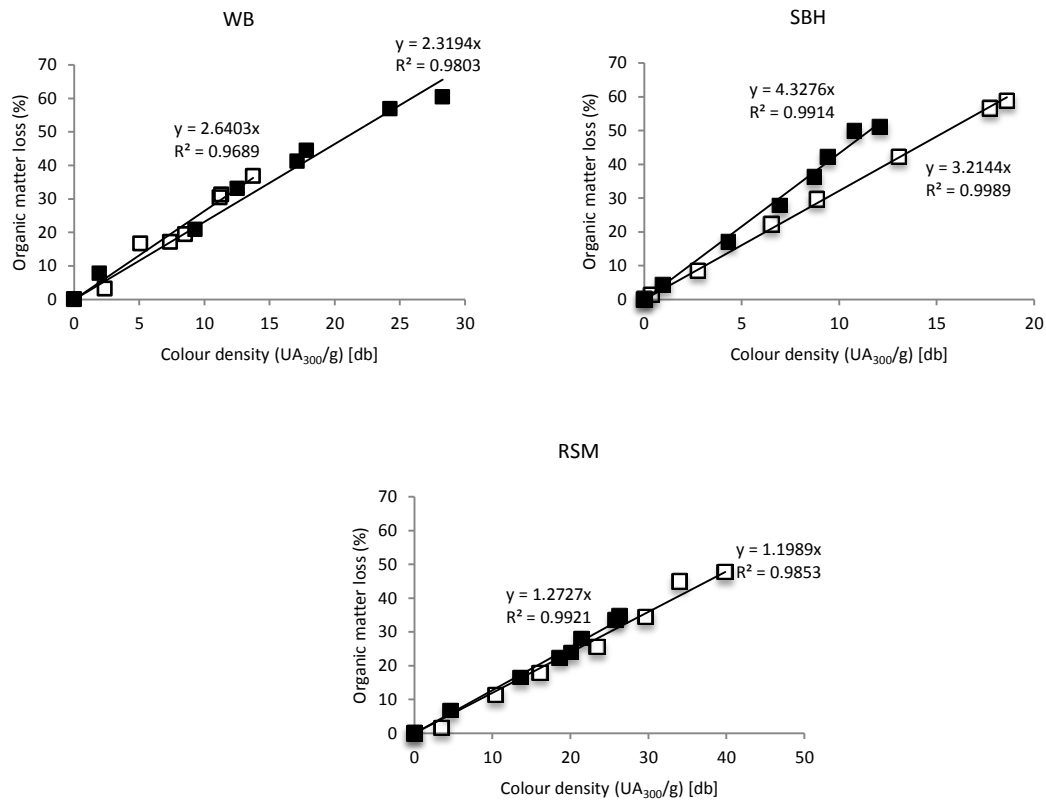 WB
y = 2.3194x
R² = 0.9803
y = 2.6403x
R² = 0.9689
Organic matter loss (%)
70
60
50
40
30
20
10
0
0 5 10 15 20 25 30
Colour density (UA₃₀₀/g) [db]
SBH
y = 4.3276x
R² = 0.9914
y = 3.2144x
R² = 0.9989
Organic matter loss (%)
70
60
50
40
30
20
10
0
0 5 10 15 20
Colour density (UA₃₀₀/g) [db]
RSM
y = 1.1989x
R² = 0.9853
y = 1.2727x
R² = 0.9921
Organic matter loss (%)
70
60
50
40
30
20
10
0
0 10 20 30 40 50
Colour density (UA₃₀₀/g) [db]